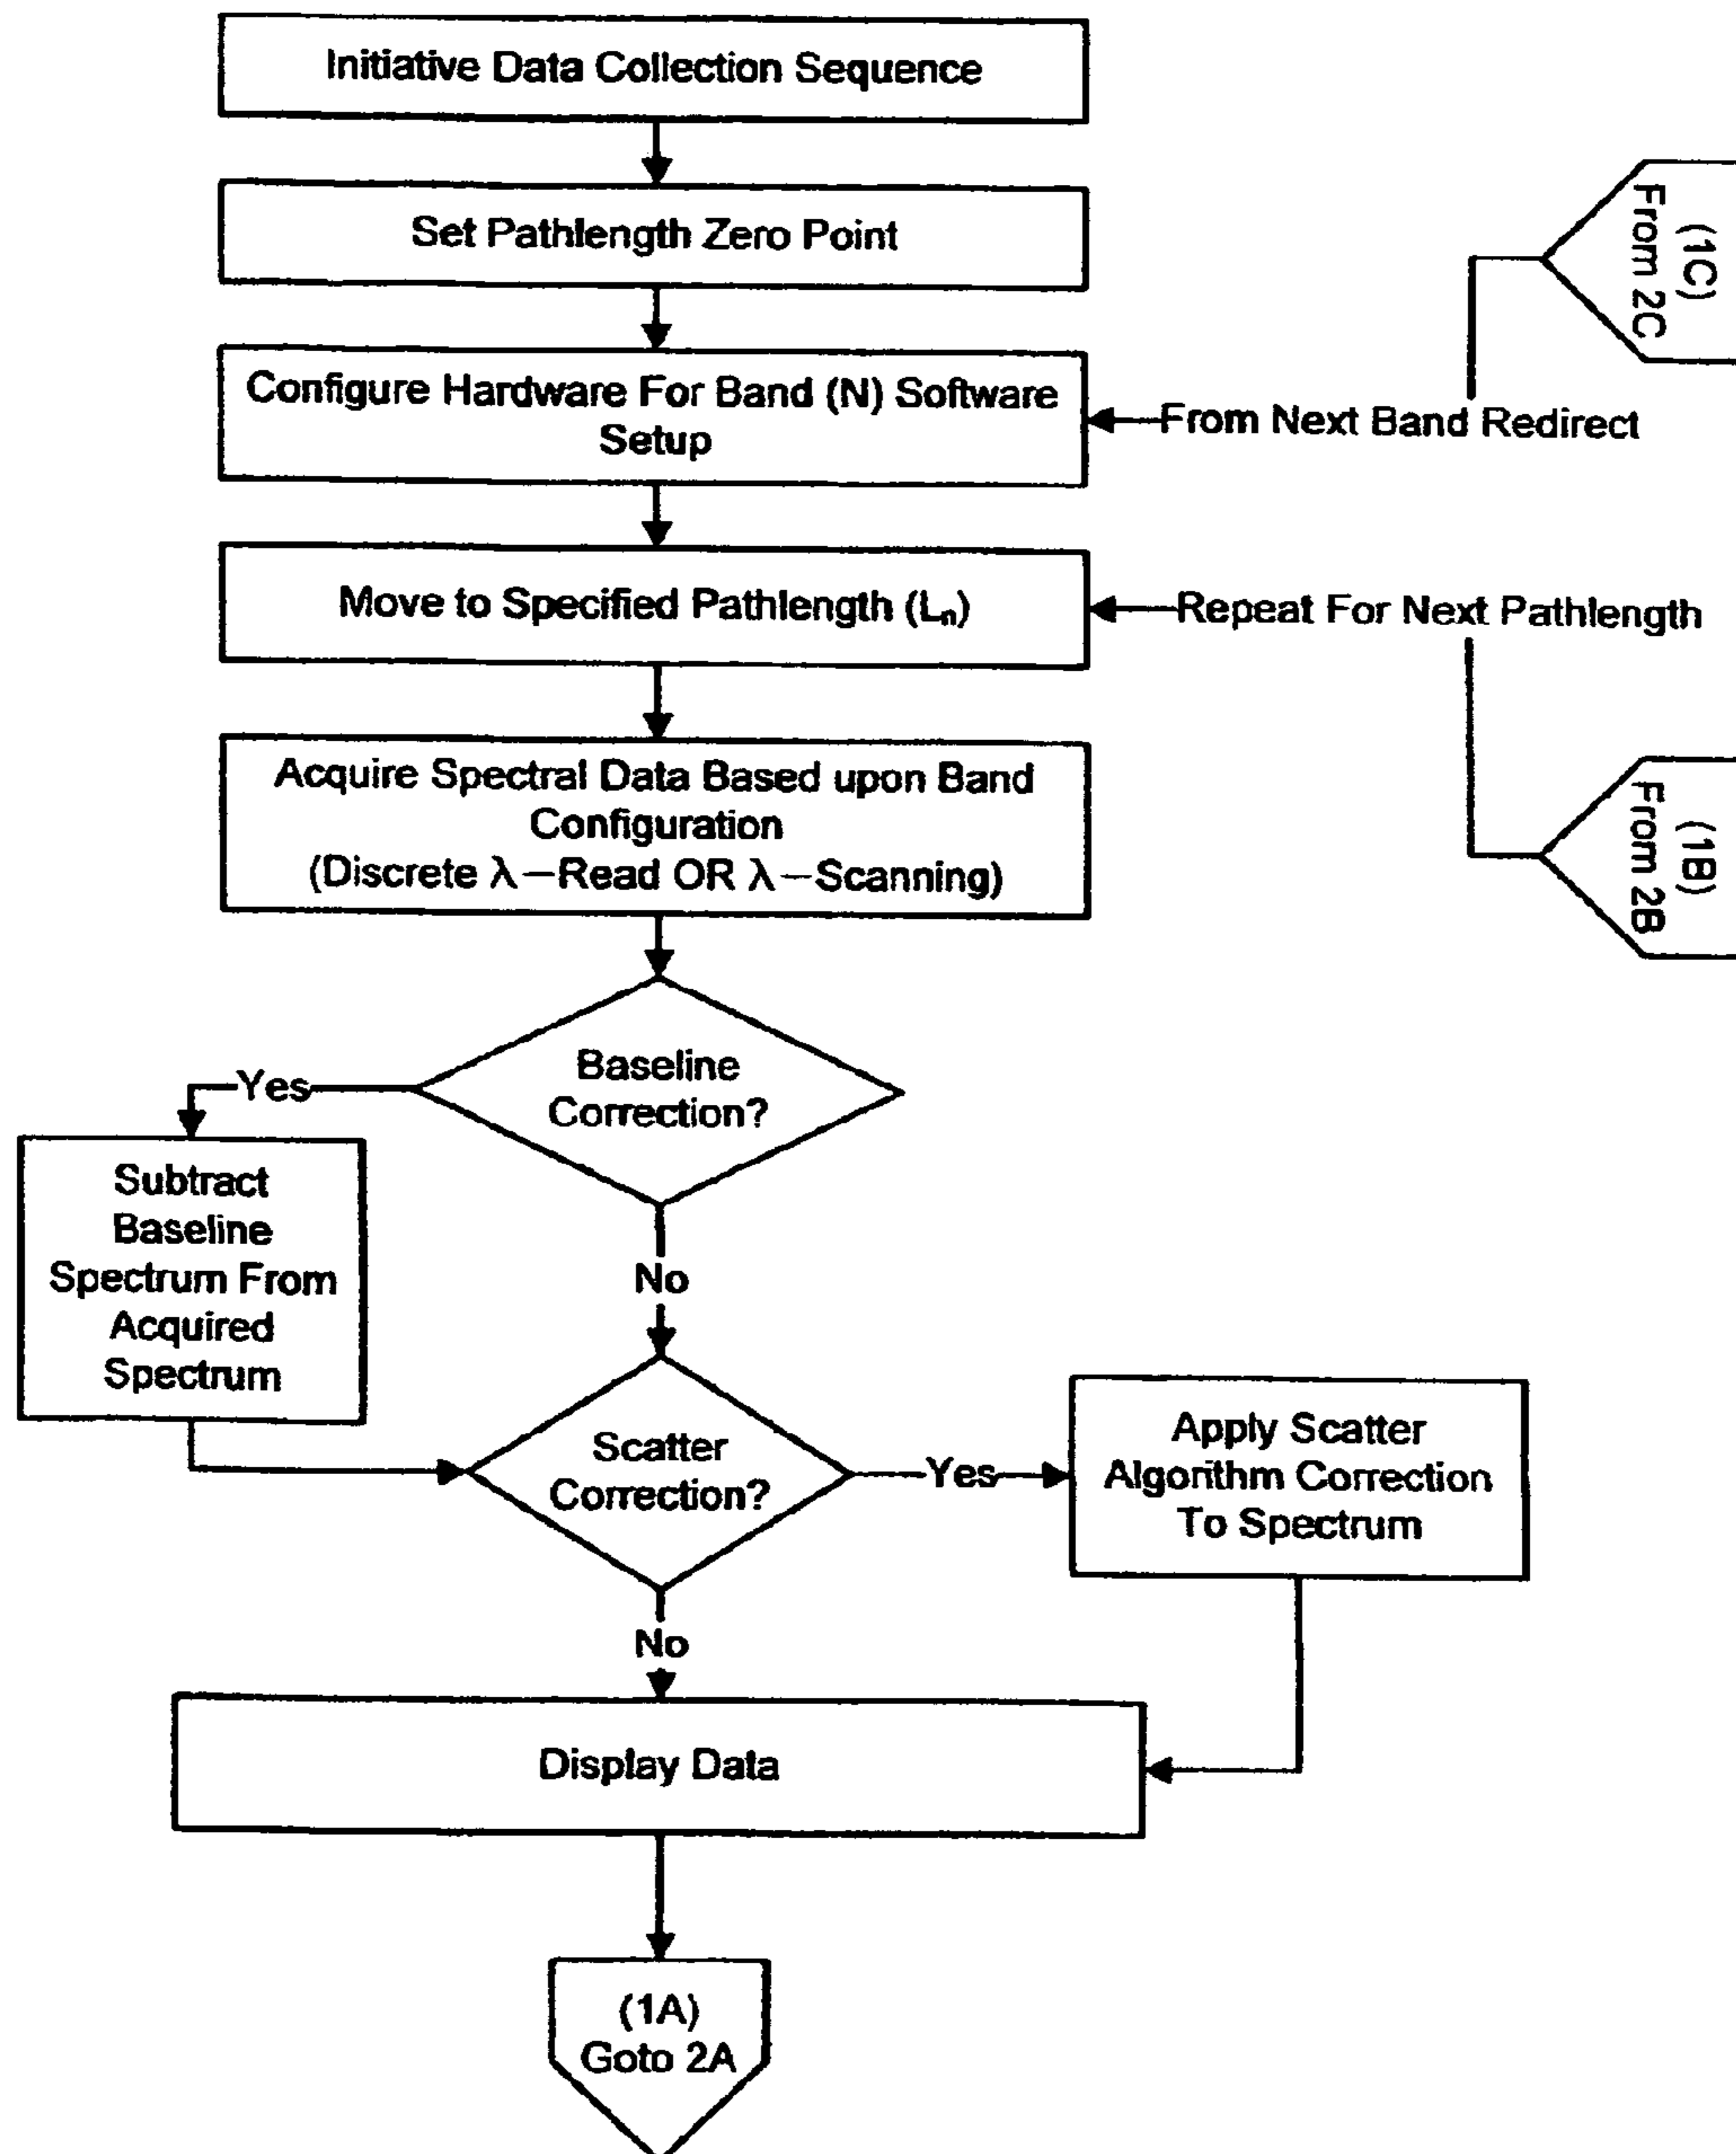 Initiative Data Collection Sequence
Set Pathlength Zero Point
(1C)
From 2C
Configure Hardware For Band (N) Software
Setup
From Next Band Redirect
Move to Specified Pathlength (Lₙ)
Repeat For Next Pathlength
Acquire Spectral Data Based upon Band
Configuration
(Discrete λ—Read OR λ—Scanning)
(1B)
From 2B
Baseline
Correction?
Yes
Subtract
Baseline
Spectrum From
Acquired
Spectrum
No
Scatter
Correction?
Yes
Apply Scatter
Algorithm Correction
To Spectrum
No
Display Data
(1A)
Goto 2A